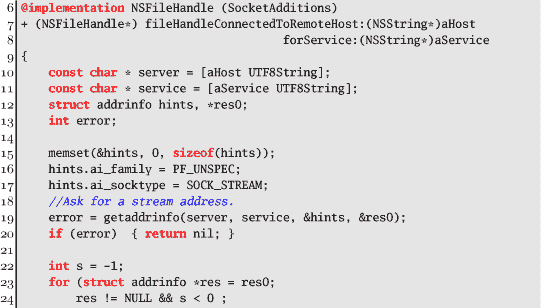 6 @implementation NSFileHandle (SocketAdditions)
7 + (NSFileHandle*) fileHandleConnectedToRemoteHost:(NSString*)aHost
8                                   forService:(NSString*)aService
9 {
10     const char * server = [aHost UTF8String];
11     const char * service = [aService UTF8String];
12     struct addrinfo hints, *res0;
13     int error;
14
15     memset(&hints, 0, sizeof(hints));
16     hints.ai_family = PF_UNSPEC;
17     hints.ai_socktype = SOCK_STREAM;
18     //Ask for a stream address.
19     error = getaddrinfo(server, service, &hints, &res0);
20     if (error)  { return nil; }
21
22     int s = -1;
23     for (struct addrinfo *res = res0;
24         res != NULL && s < 0 ;